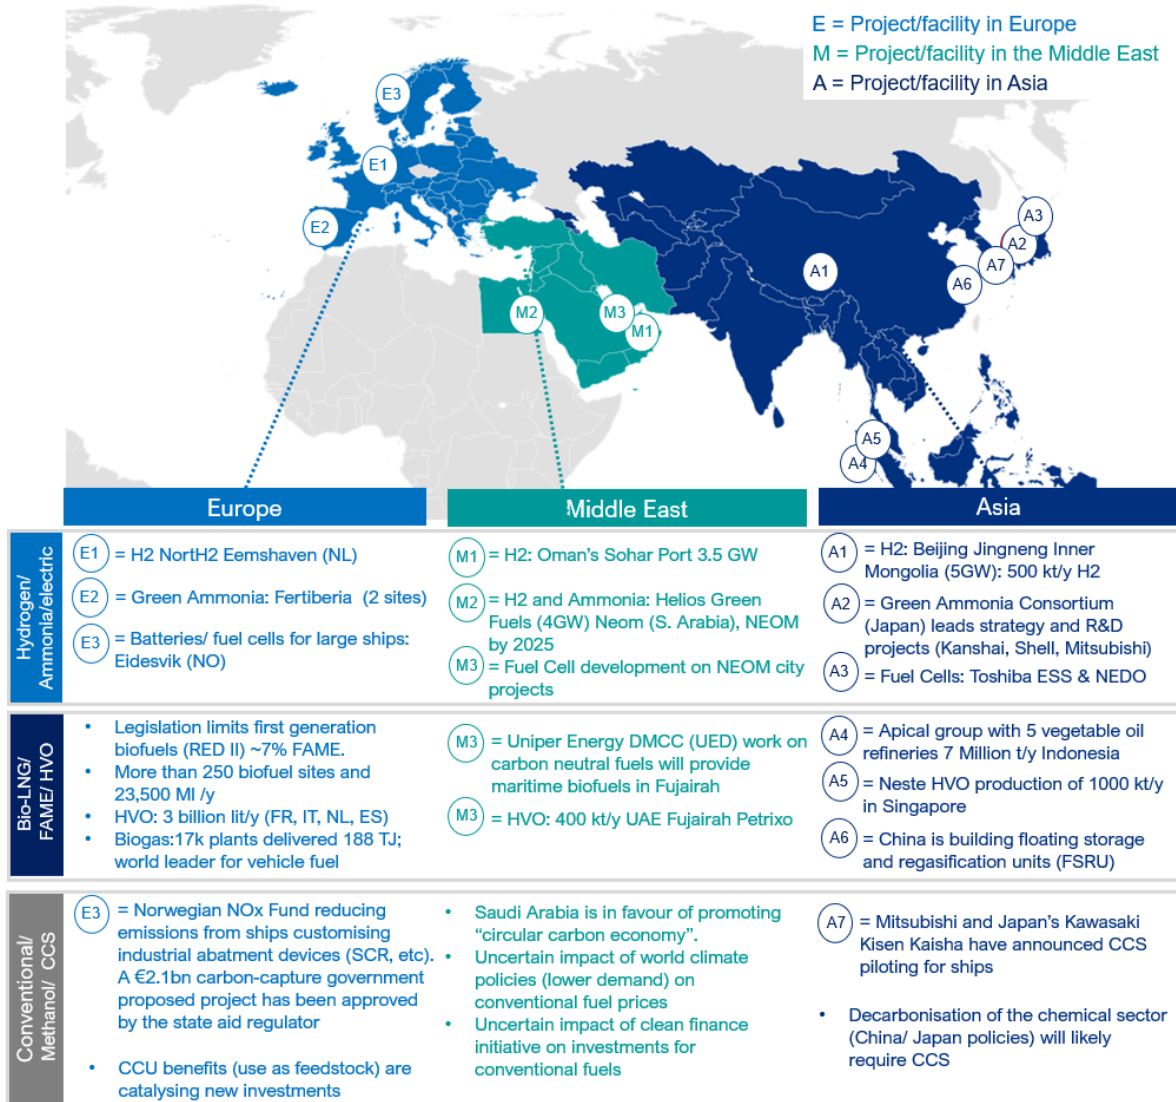 E = Project/facility in Europe
M = Project/facility in the Middle East
A = Project/facility in Asia
E3
E1
E2
A3
A2
A7
A1
A6
M2
M3
M1
A5
A4
Europe
Middle East
Asia
Hydrogen/
Ammonia/electric
E1 = H2 NortH2 Eemshaven (NL)
E2 = Green Ammonia: Fertiberia (2 sites)
E3 = Batteries/ fuel cells for large ships:
Eidesvik (NO)
M1 = H2: Oman's Sohar Port 3.5 GW
M2 = H2 and Ammonia: Helios Green
Fuels (4GW) Neom (S. Arabia), NEOM
by 2025
M3 = Fuel Cell development on NEOM city
projects
A1 = H2: Beijing Jingneng Inner
Mongolia (5GW): 500 kt/y H2
A2 = Green Ammonia Consortium
(Japan) leads strategy and R&D
projects (Kanshai, Shell, Mitsubishi)
A3 = Fuel Cells: Toshiba ESS & NEDO
Bio-LNG/
FAME/ HVO
• Legislation limits first generation
biofuels (RED II) ~7% FAME.
• More than 250 biofuel sites and
23,500 Ml /y
• HVO: 3 billion lit/y (FR, IT, NL, ES)
• Biogas:17k plants delivered 188 TJ;
world leader for vehicle fuel
M3 = Uniper Energy DMCC (UED) work on
carbon neutral fuels will provide
maritime biofuels in Fujairah
M3 = HVO: 400 kt/y UAE Fujairah Petrixo
A4 = Apical group with 5 vegetable oil
refineries 7 Million t/y Indonesia
A5 = Neste HVO production of 1000 kt/y
in Singapore
A6 = China is building floating storage
and regasification units (FSRU)
Conventional/
Methanol/ CCS
E3 = Norwegian NOx Fund reducing
emissions from ships customising
industrial abatment devices (SCR, etc).
A €2.1bn carbon-capture government
proposed project has been approved
by the state aid regulator
• CCU benefits (use as feedstock) are
catalysing new investments
• Saudi Arabia is in favour of promoting
“circular carbon economy”.
• Uncertain impact of world climate
policies (lower demand) on
conventional fuel prices
• Uncertain impact of clean finance
initiative on investments for
conventional fuels
A7 = Mitsubishi and Japan's Kawasaki
Kisen Kaisha have announced CCS
piloting for ships
• Decarbonisation of the chemical sector
(China/ Japan policies) will likely
require CCS